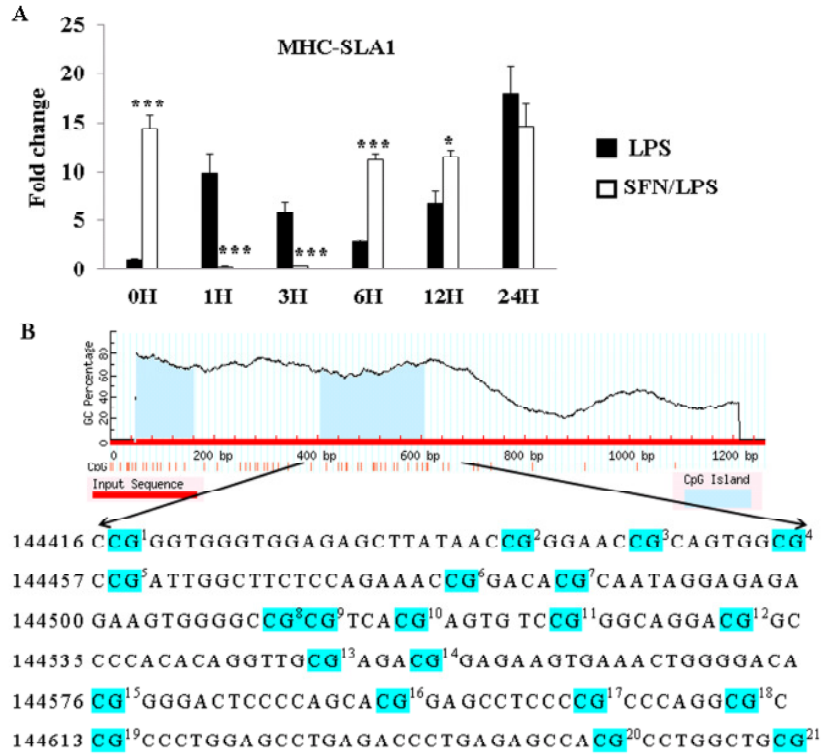 A
MHC-SLA1
Fold change
25
20
15
10
5
0
***
***
***
***
*
0H 1H 3H 6H 12H 24H
LPS
SFN/LPS
B
GC Percentage
0 20 40 60 80
0 200 bp 400 bp 600 bp 800 bp 1000 bp 1200 bp
CpG
Input Sequence
CpG Island
144416 CCG1GGTGGGTGGAGAGCTTATAACCG2GGAACCG3CAGTGGCG4
144457 CCG5ATTGGCTTCTCCAGAAACCG6GACACG7CAATAGGAGAGA
144500 GAAGTGGGGCCG8CG9TCACG10AGTGTCCG11GGCAGGACG12GC
144535 CCCACACAGGTTGCG13AGACG14GAGAAGTGAAACTGGGGACA
144576 CG15GGGACTCCCCAGCACG16GAGCCTCCCCG17CCCAGGCG18C
144613 CG19CCCTGGAGCCTGAGACCCTGAGAGCCACG20CCTGGCTGCG21